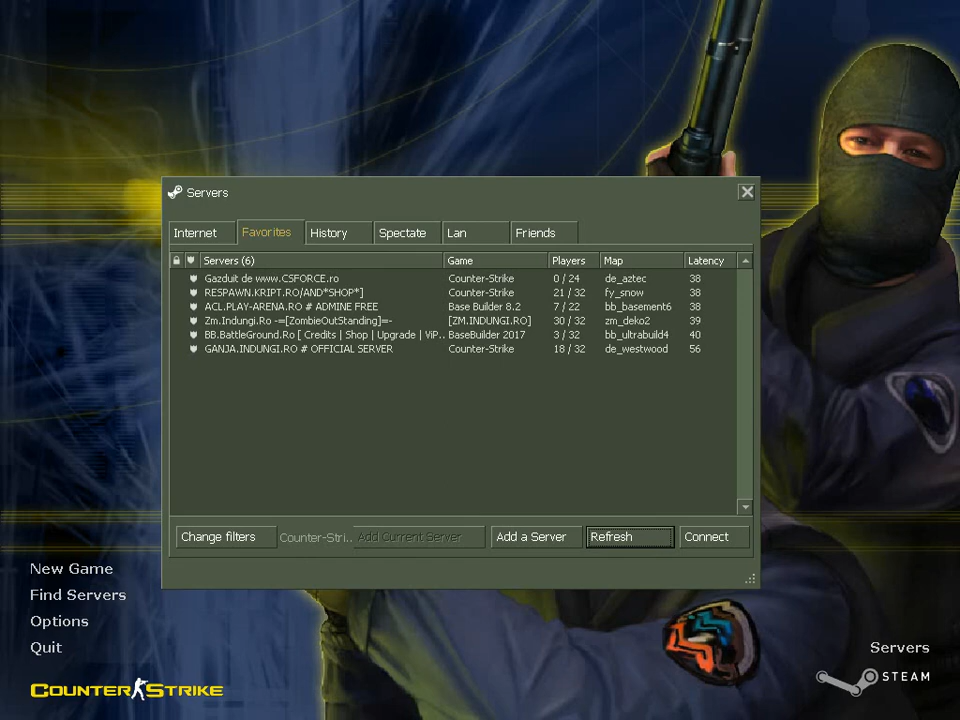 Servers
Internet Favorites History Spectate Lan Friends
Servers (6) Game Players Map Latency
Gazduit de www.CSFORCE.ro Counter-Strike 0 / 24 de_aztec 38
RESPAWN.KRIPT.RO/AND*SHOP*] Counter-Strike 21 / 32 fy_snow 38
ACL.PLAY-ARENA.RO # ADMINE FREE Base Builder 8.2 7 / 22 bb_basement6 38
Zm.Indungi.Ro -=[ZombieOutStanding]=- [ZM.INDUNGI.RO] 30 / 32 zm_deko2 39
BB.BattleGround.Ro [ Credits | Shop | Upgrade | ViP... BaseBuilder 2017 3 / 32 bb_ultrabuild4 40
GANJA.INDUNGI.RO # OFFICIAL SERVER Counter-Strike 18 / 32 de_westwood 56
Change filters Counter-Stri... Add Current Server Add a Server Refresh Connect
New Game
Find Servers
Options
Quit
Servers
COUNTER STRIKE
STEAM